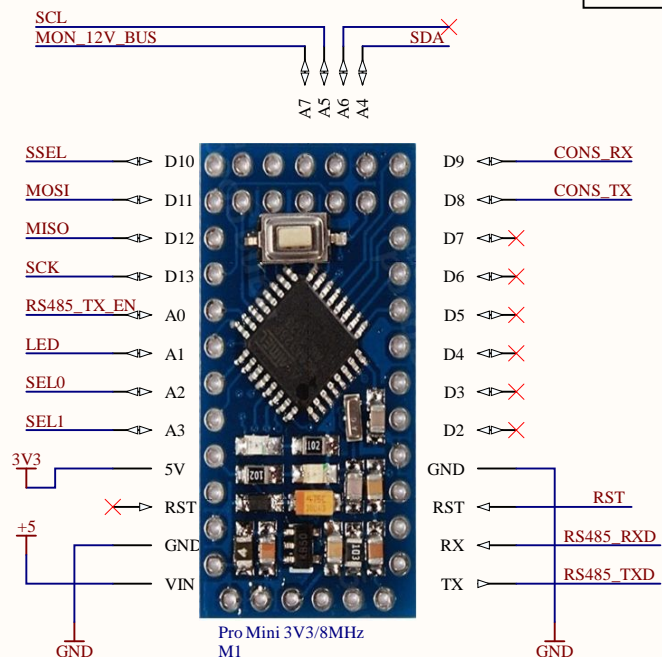 SCL
MON_12V_BUS
SDA
A7
A5
A6
A4
SSEL
D10
D9
CONS_RX
MOSI
D11
D8
CONS_TX
MISO
D12
D7
SCK
D13
D6
RS485_TX_EN
A0
D5
LED
A1
D4
SEL0
A2
D3
SEL1
A3
D2
102
3V3
5V
GND
RST
RST
RST
+5
GND
RX
RS485_RXD
103
VIN
TX
RS485_TXD
GND
Pro Mini 3V3/8MHz
M1
GND